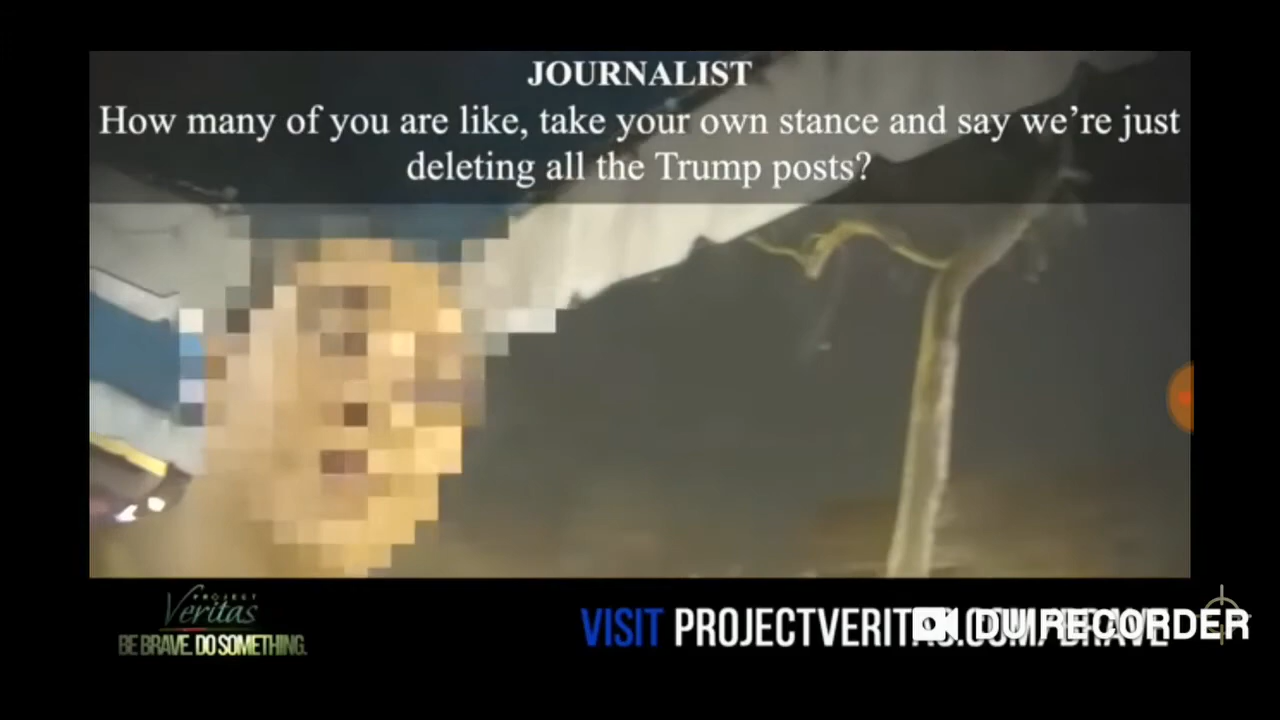 JOURNALIST
How many of you are like, take your own stance and say we're just
deleting all the Trump posts?
PROJECT
Veritas
BE BRAVE. DO SOMETHING.
VISIT PROJECTVERITAS.COM/BRAVE
DU RECORDER